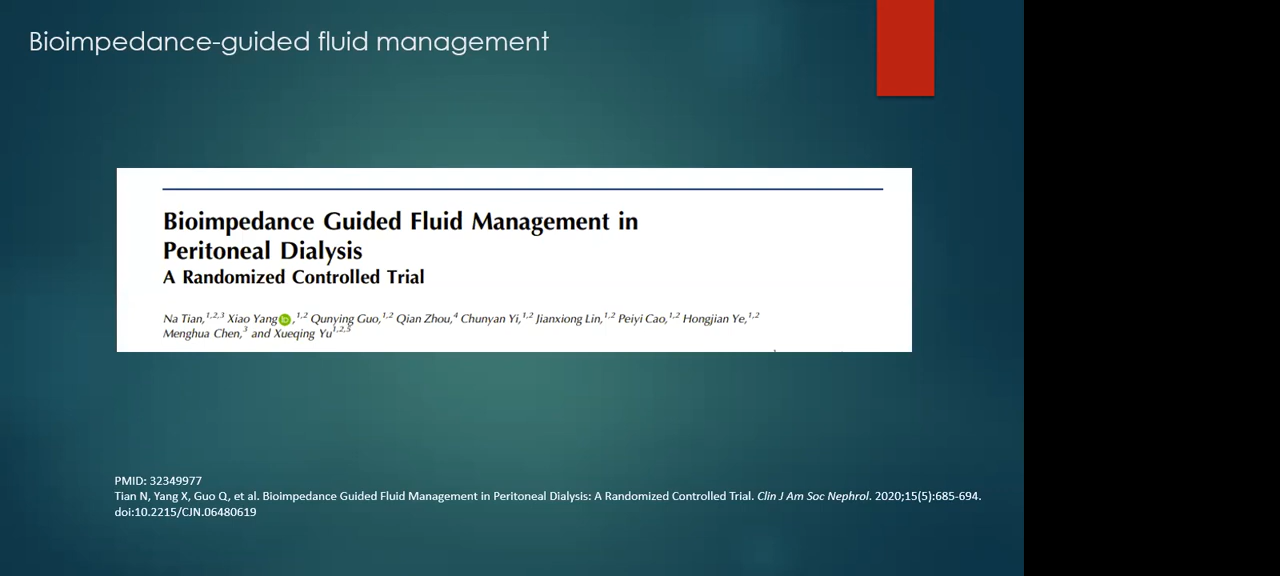 Bioimpedance-guided fluid management
Bioimpedance Guided Fluid Management in
Peritoneal Dialysis
A Randomized Controlled Trial
Na Tian,1,2,3 Xiao Yang iD,1,2 Qunying Guo,1,2 Qian Zhou,4 Chunyan Yi,1,2 Jianxiong Lin,1,2 Peiyi Cao,1,2 Hongjian Ye,1,2
Menghua Chen,3 and Xueqing Yu1,2,5
PMID: 32349977
Tian N, Yang X, Guo Q, et al. Bioimpedance Guided Fluid Management in Peritoneal Dialysis: A Randomized Controlled Trial. Clin J Am Soc Nephrol. 2020;15(5):685-694.
doi:10.2215/CJN.06480619